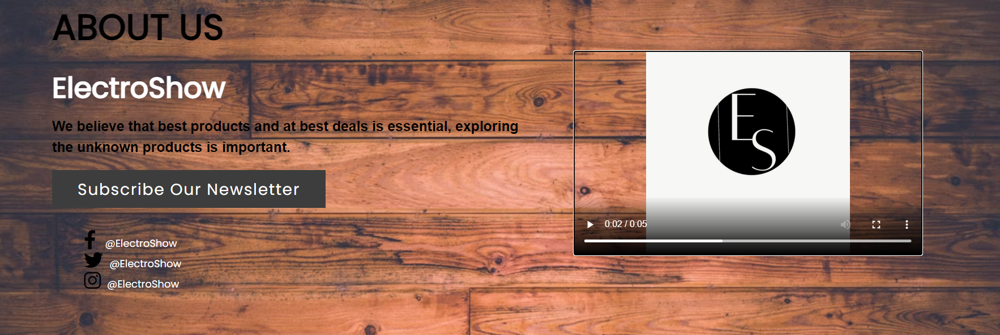 ABOUT US
ElectroShow
We believe that best products and at best deals is essential, exploring
the unknown products is important.
Subscribe Our Newsletter
@ElectroShow
@ElectroShow
@ElectroShow
ES
0:02 / 0:05